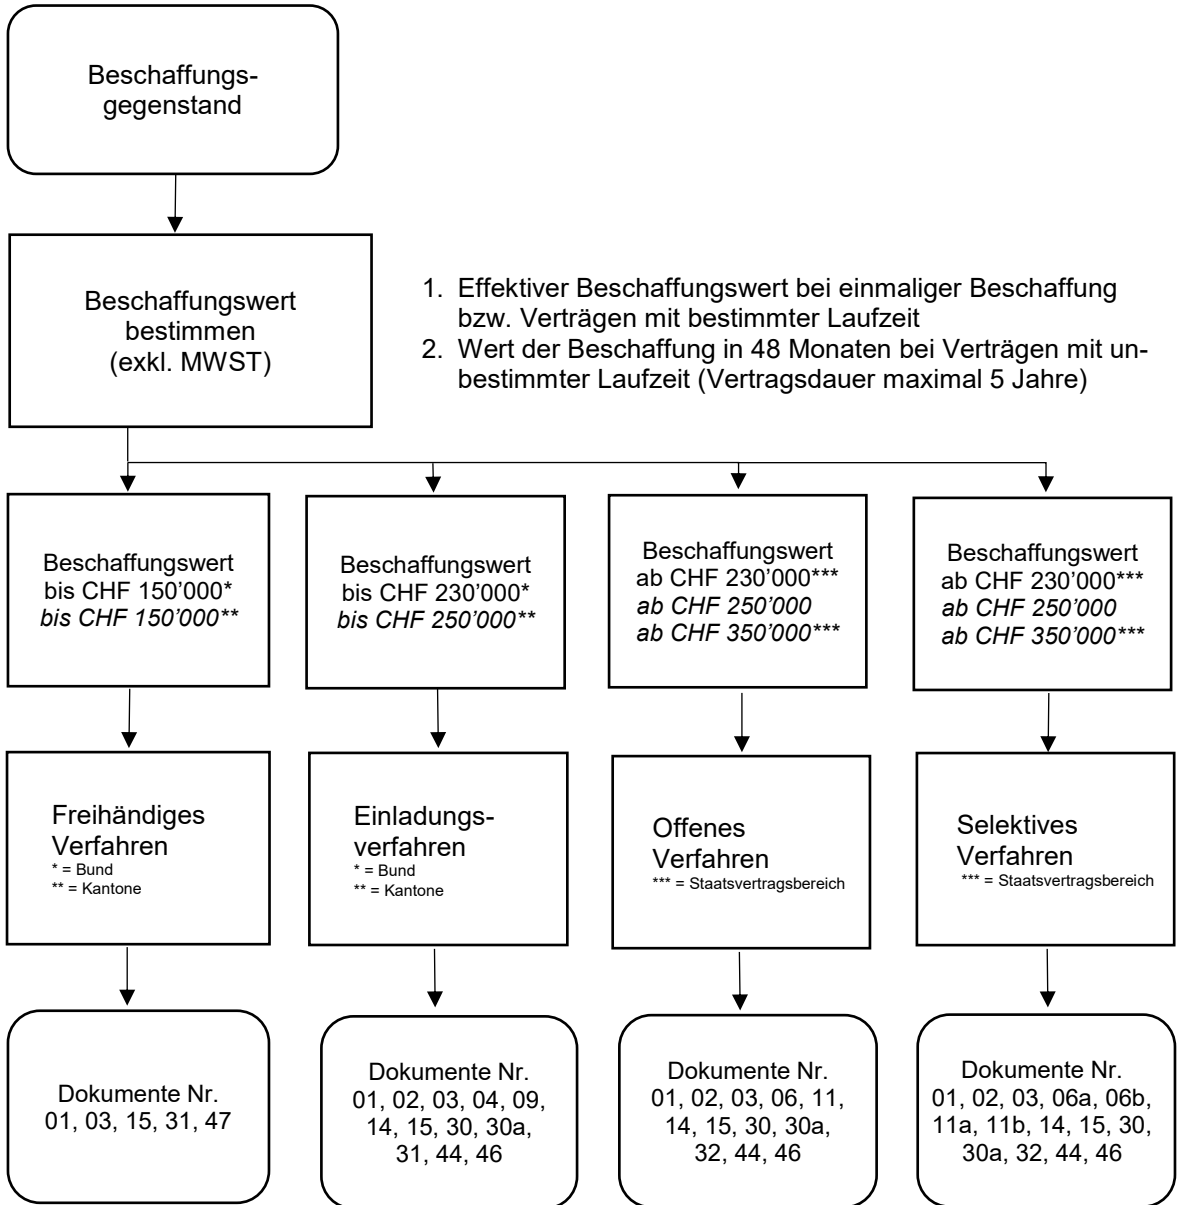 Beschaffungs-
gegenstand
Beschaffungswert
bestimmen
(exkl. MWST)
1. Effektiver Beschaffungswert bei einmaliger Beschaffung
bzw. Verträgen mit bestimmter Laufzeit
2. Wert der Beschaffung in 48 Monaten bei Verträgen mit un-
bestimmter Laufzeit (Vertragsdauer maximal 5 Jahre)
Beschaffungswert
bis CHF 150’000*
bis CHF 150’000**
Beschaffungswert
bis CHF 230’000*
bis CHF 250’000**
Beschaffungswert
ab CHF 230’000***
ab CHF 250’000
ab CHF 350’000***
Beschaffungswert
ab CHF 230’000***
ab CHF 250’000
ab CHF 350’000***
Freihändiges
Verfahren
* = Bund
** = Kantone
Einladungs-
verfahren
* = Bund
** = Kantone
Offenes
Verfahren
*** = Staatsvertragsbereich
Selektives
Verfahren
*** = Staatsvertragsbereich
Dokumente Nr.
01, 03, 15, 31, 47
Dokumente Nr.
01, 02, 03, 04, 09,
14, 15, 30, 30a,
31, 44, 46
Dokumente Nr.
01, 02, 03, 06, 11,
14, 15, 30, 30a,
32, 44, 46
Dokumente Nr.
01, 02, 03, 06a, 06b,
11a, 11b, 14, 15, 30,
30a, 32, 44, 46